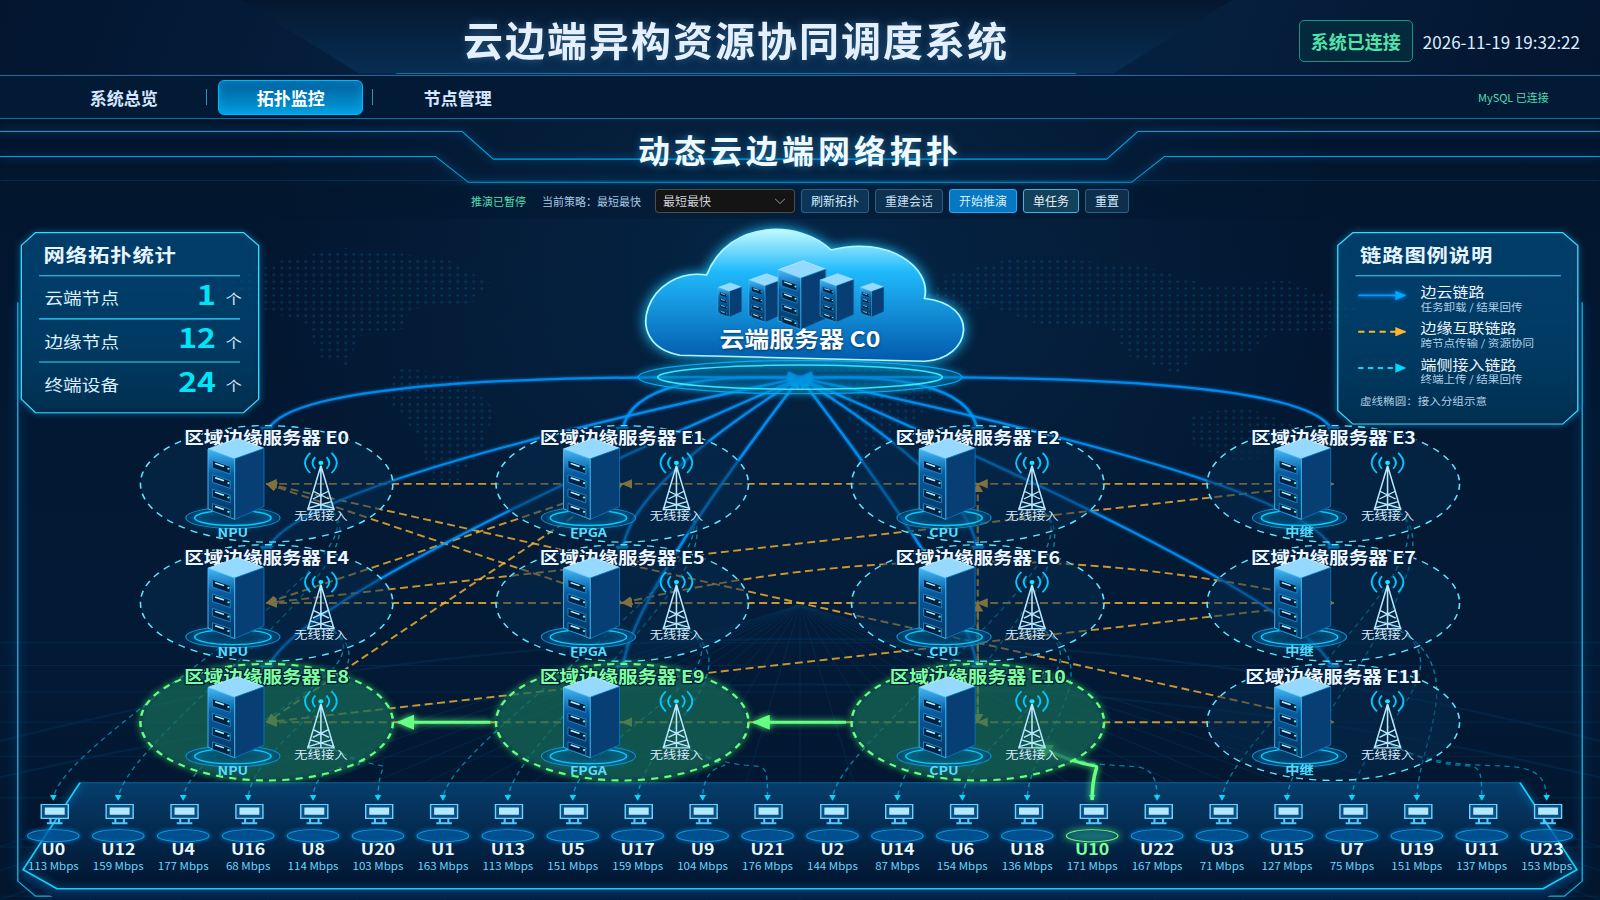 云边端异构资源协同调度系统
系统已连接 2026-11-19 19:32:22
系统总览 拓扑监控 节点管理 MySQL 已连接
动态云边端网络拓扑
推演已暂停 当前策略：最短最快 最短最快 刷新拓扑 重建会话 开始推演 单任务 重置
网络拓扑统计
云端节点 1 个
边缘节点 12 个
终端设备 24 个
链路图例说明
边云链路
任务卸载 / 结果回传
边缘互联链路
跨节点传输 / 资源协同
端侧接入链路
终端上传 / 结果回传
虚线椭圆：接入分组示意
云端服务器 C0
区域边缘服务器 E0 区域边缘服务器 E1 区域边缘服务器 E2 区域边缘服务器 E3
无线接入 无线接入 无线接入 无线接入
NPU FPGA CPU 中继
区域边缘服务器 E4 区域边缘服务器 E5 区域边缘服务器 E6 区域边缘服务器 E7
无线接入 无线接入 无线接入 无线接入
NPU FPGA CPU 中继
区域边缘服务器 E8 区域边缘服务器 E9 区域边缘服务器 E10 区域边缘服务器 E11
无线接入 无线接入 无线接入 无线接入
NPU FPGA CPU 中继
U0 U12 U4 U16 U8 U20 U1 U13 U5 U17 U9 U21 U2 U14 U6 U18 U10 U22 U3 U15 U7 U19 U11 U23
113 Mbps 159 Mbps 177 Mbps 68 Mbps 114 Mbps 103 Mbps 163 Mbps 113 Mbps 151 Mbps 159 Mbps 104 Mbps 176 Mbps 144 Mbps 87 Mbps 154 Mbps 136 Mbps 171 Mbps 167 Mbps 71 Mbps 127 Mbps 75 Mbps 151 Mbps 137 Mbps 153 Mbps